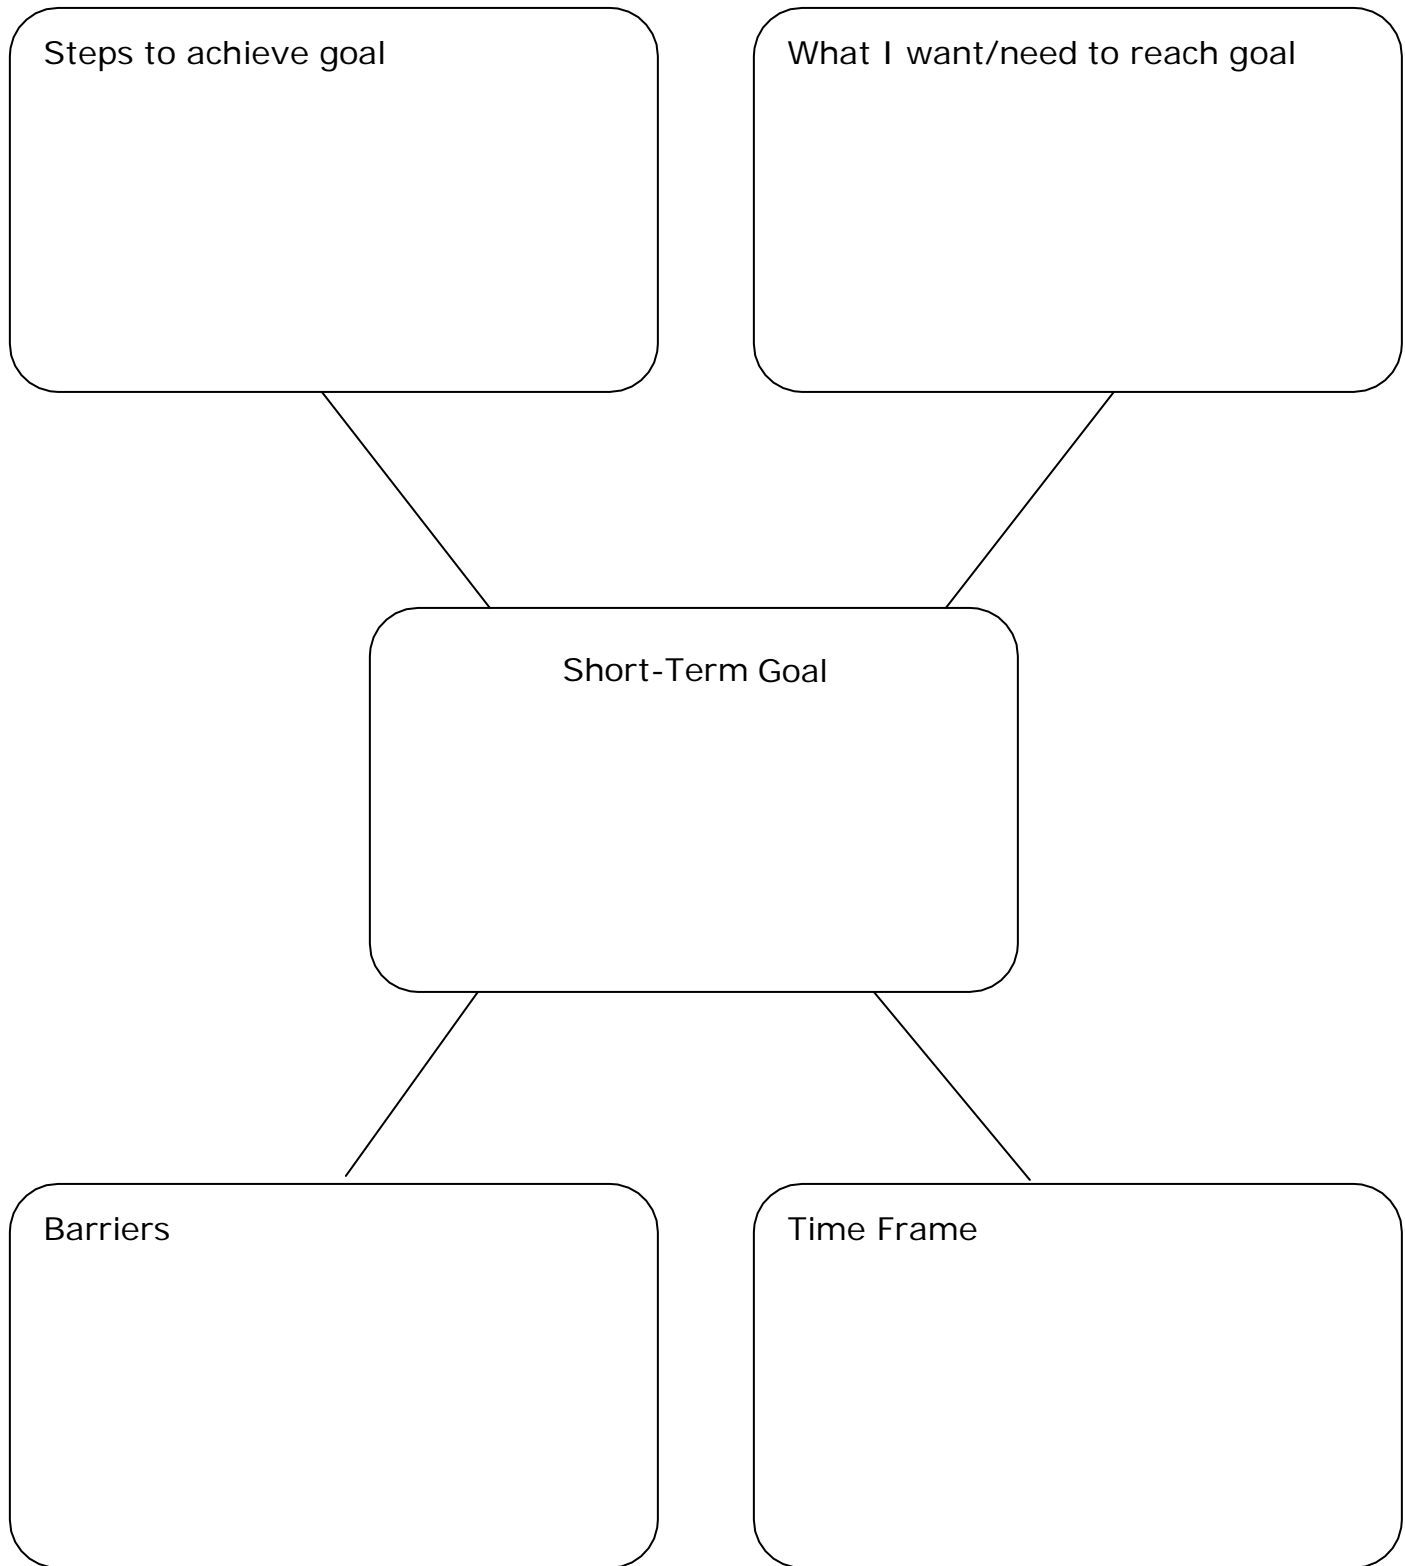 Steps to achieve goal
What I want/need to reach goal
Short-Term Goal
Barriers
Time Frame